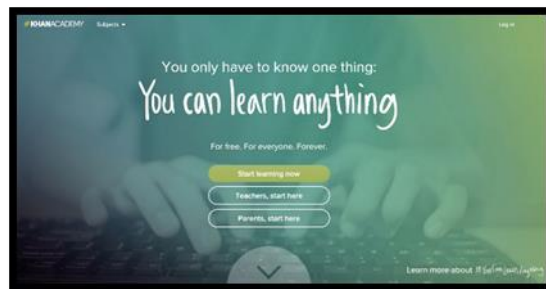 KHANACADEMY Subjects Log in
You only have to know one thing:
You can learn anything
For free. For everyone. Forever.
Start learning now
Teachers, start here
Parents, start here
Learn more about